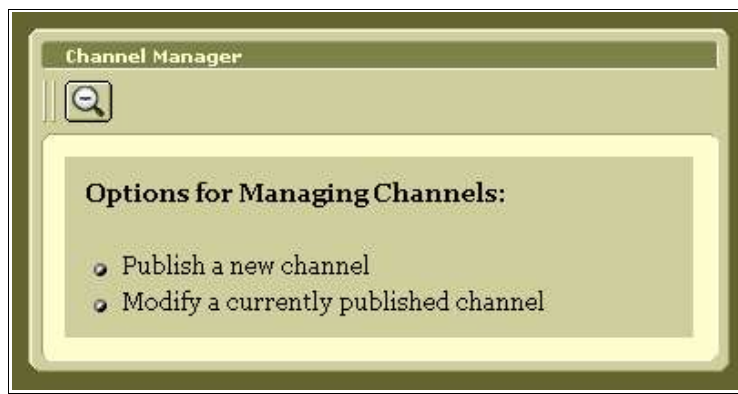 Channel Manager
Options for Managing Channels:
Publish a new channel
Modify a currently published channel